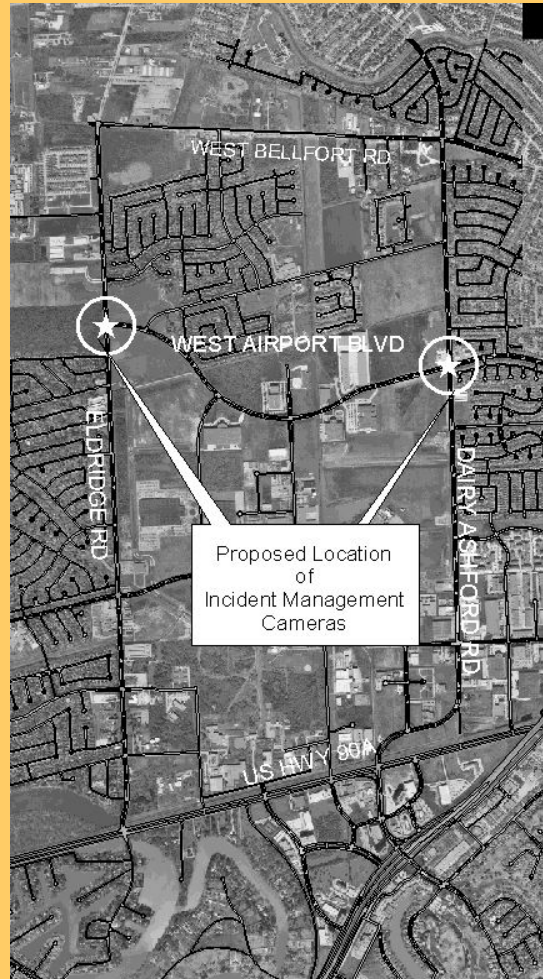 WEST BELLFORT RD
WEST AIRPORT BLVD
ELDRIDGE RD
DAIRY ASHFORD RD
Proposed Location
of
Incident Management
Cameras
US HWY 90A